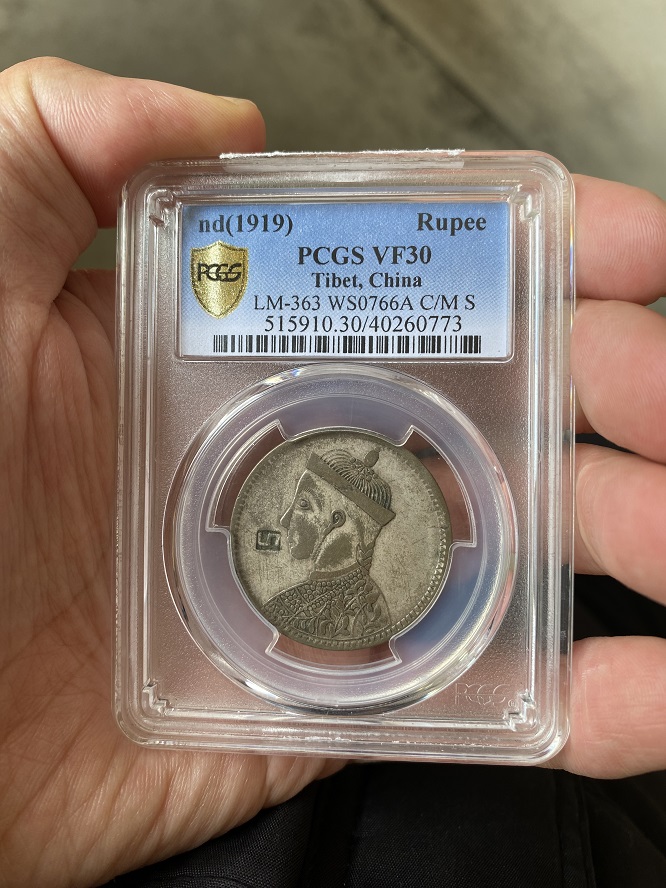 nd(1919) Rupee
PCGS VF30
PCGS
Tibet, China
LM-363 WS0766A C/M S
515910.30/40260773
PCGS